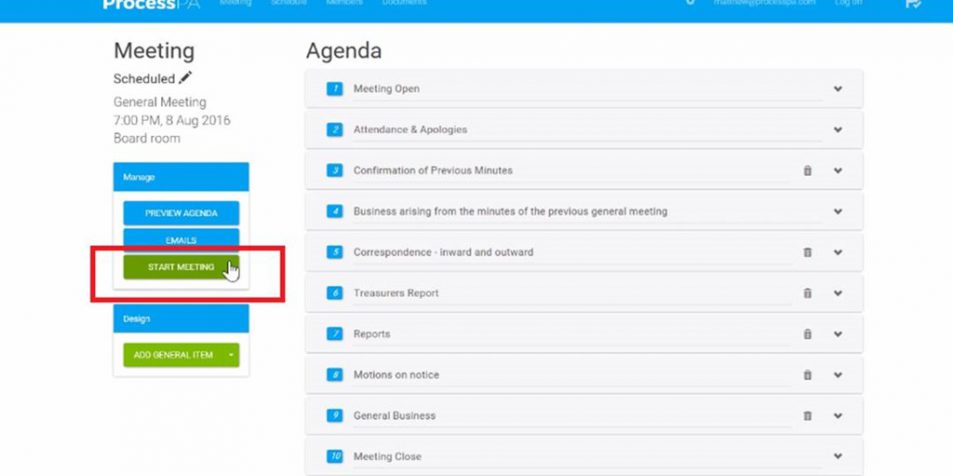 ProcessPA Meeting Schedule Members Documents matthew@processpa.com Log off
Meeting
Scheduled
General Meeting
7:00 PM, 8 Aug 2016
Board room
Manage
PREVIEW AGENDA
EMAILS
START MEETING
Design
ADD GENERAL ITEM
Agenda
1 Meeting Open
2 Attendance & Apologies
3 Confirmation of Previous Minutes
4 Business arising from the minutes of the previous general meeting
5 Correspondence - inward and outward
6 Treasurers Report
7 Reports
8 Motions on notice
9 General Business
10 Meeting Close